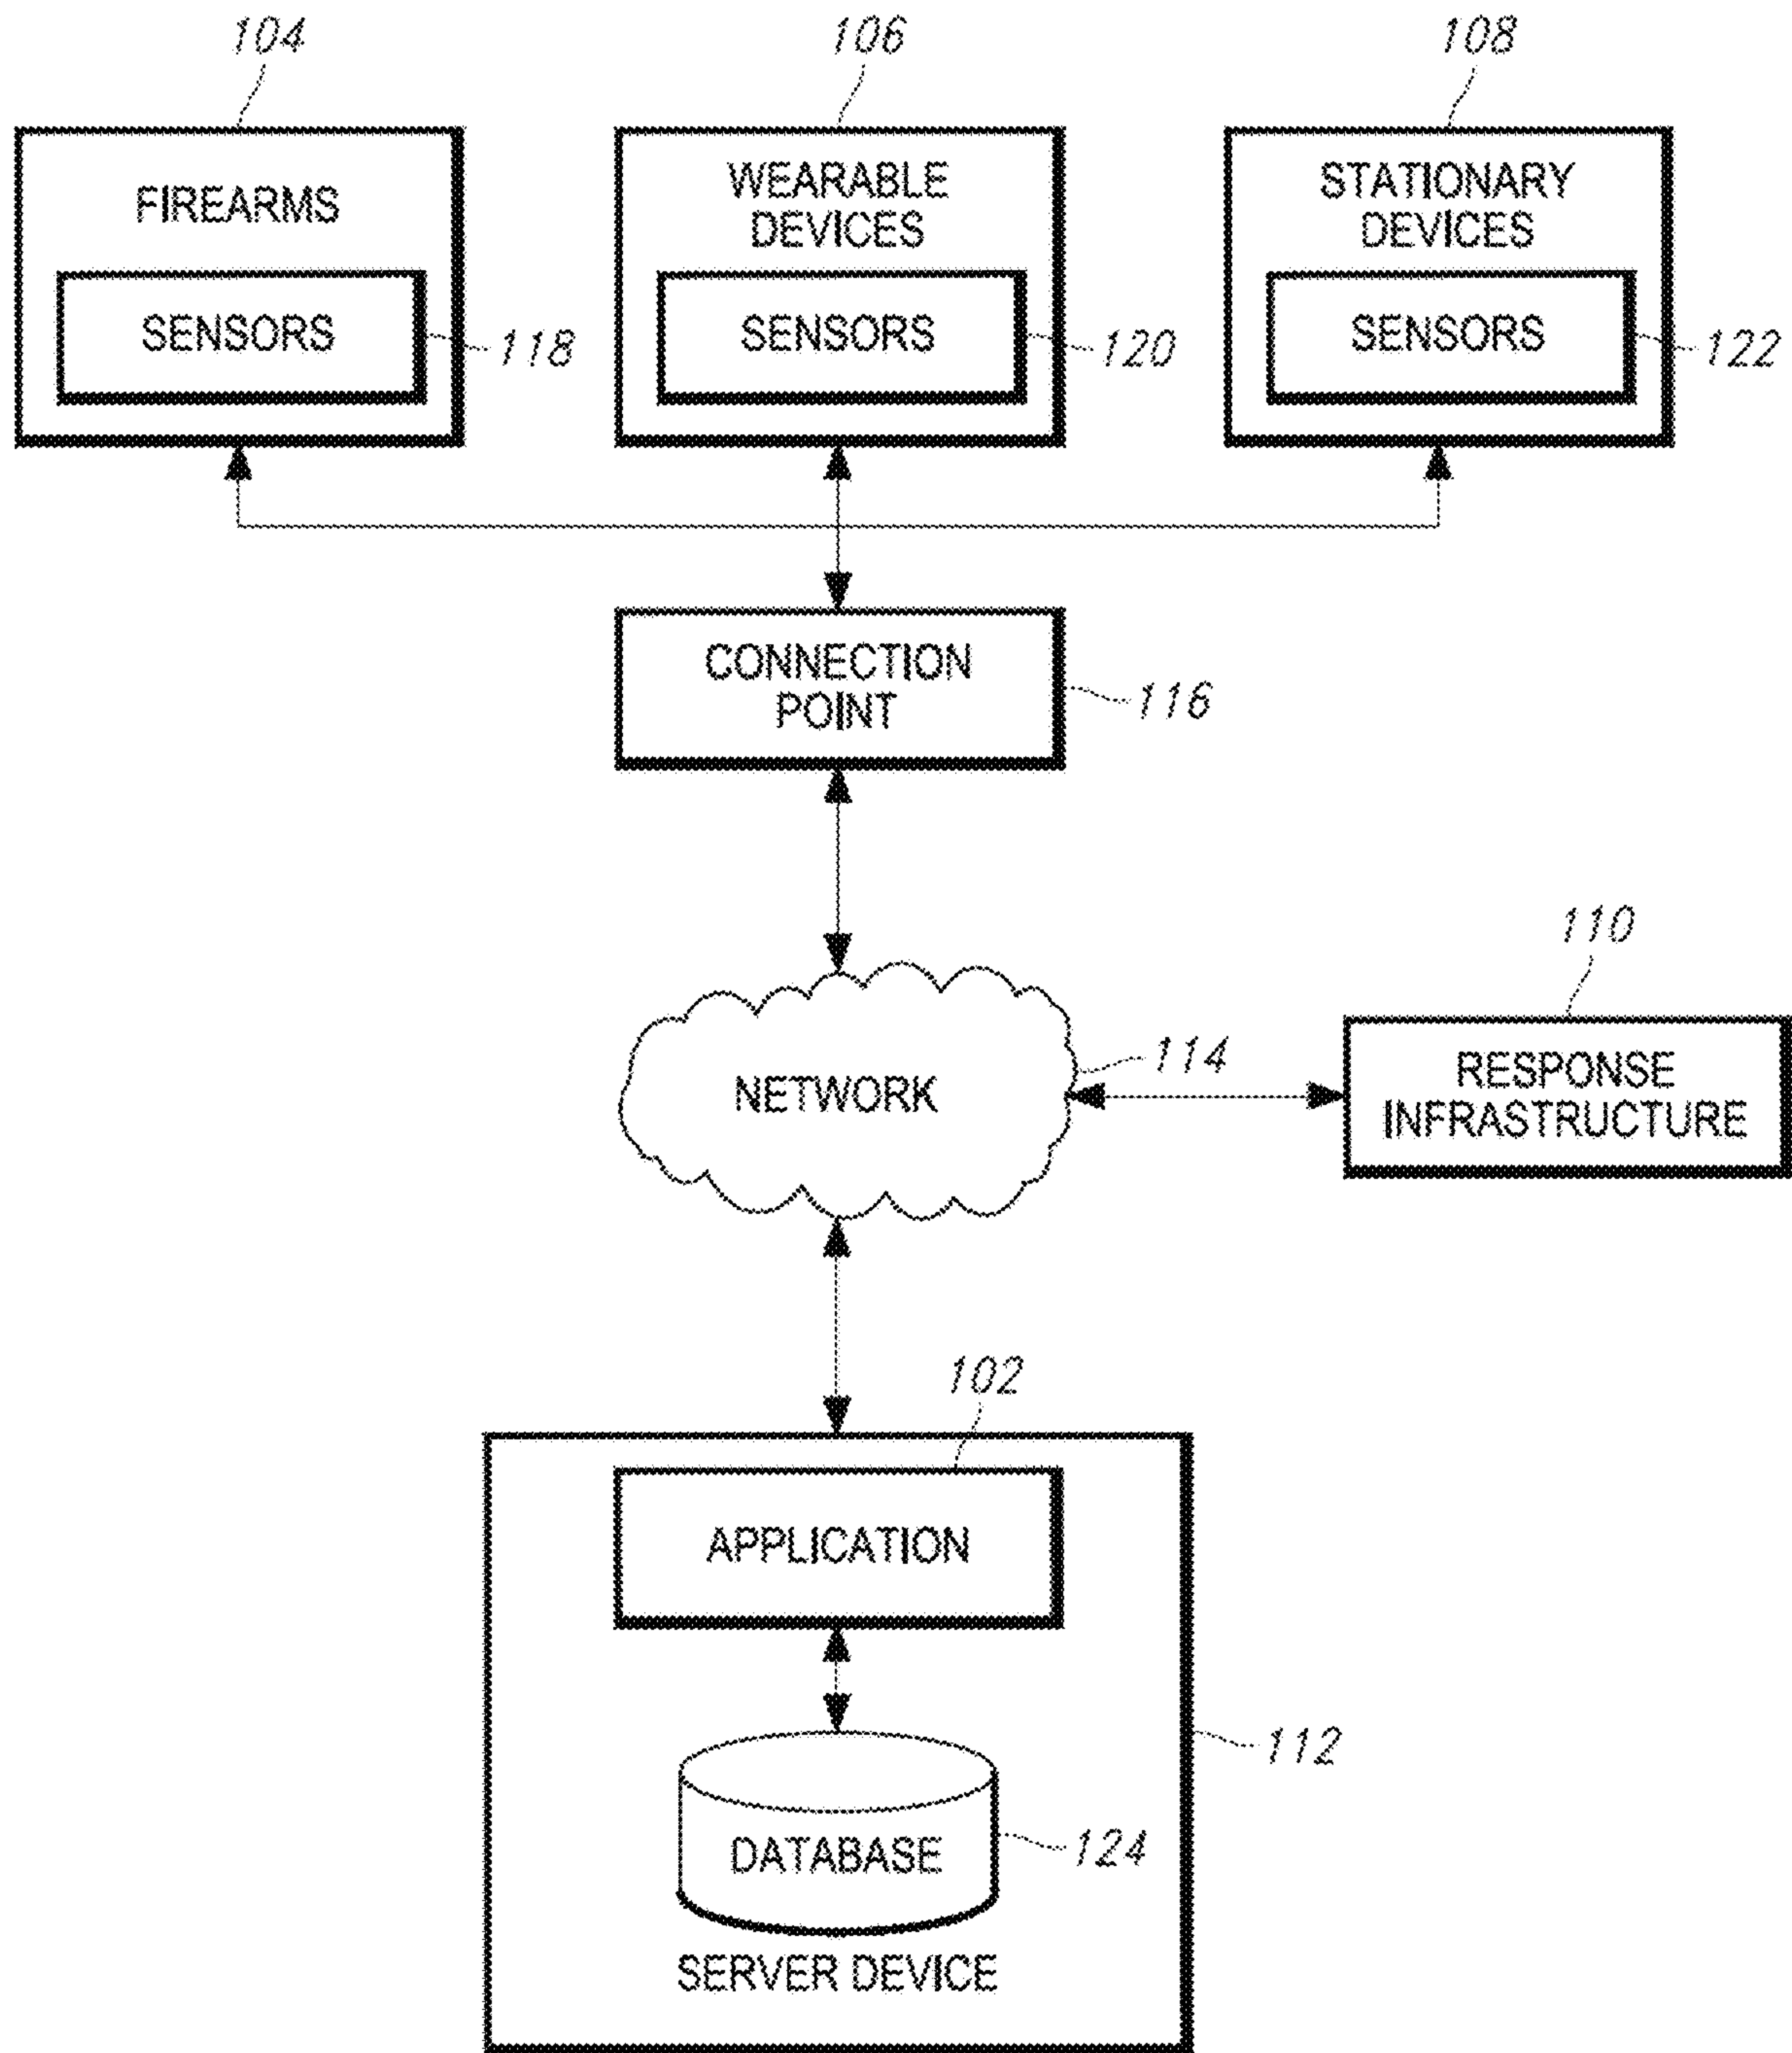 104
106
108
FIREARMS
WEARABLE
DEVICES
STATIONARY
DEVICES
SENSORS
118
SENSORS
120
SENSORS
122
CONNECTION
POINT
116
110
NETWORK
114
RESPONSE
INFRASTRUCTURE
102
APPLICATION
112
DATABASE
124
SERVER DEVICE